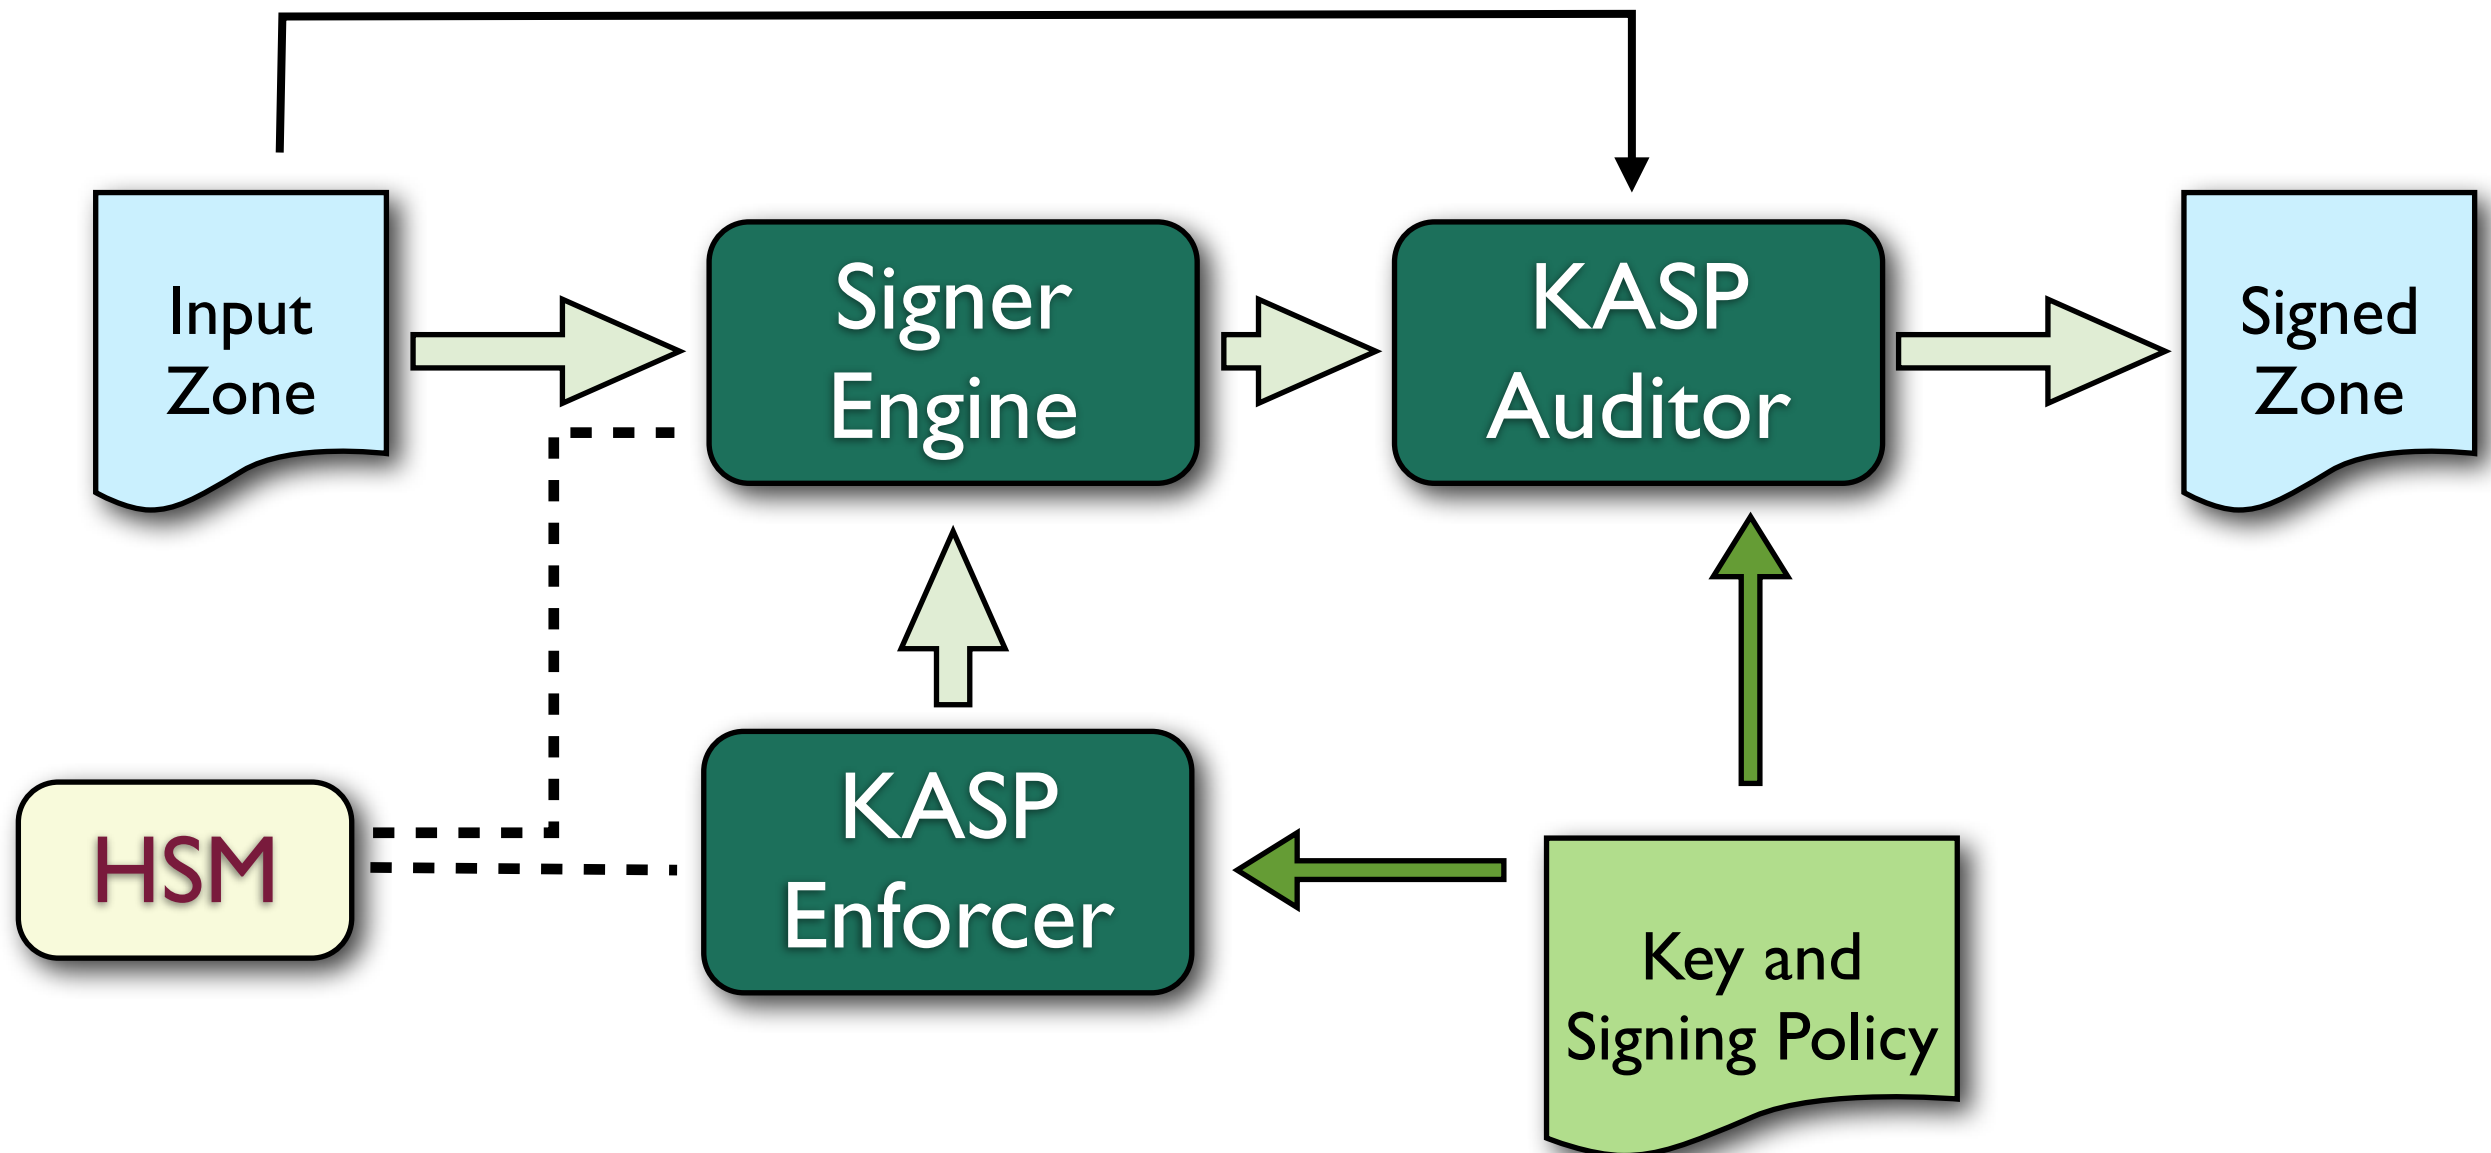 Input
Zone
Signer
Engine
KASP
Auditor
Signed
Zone
HSM
KASP
Enforcer
Key and
Signing Policy